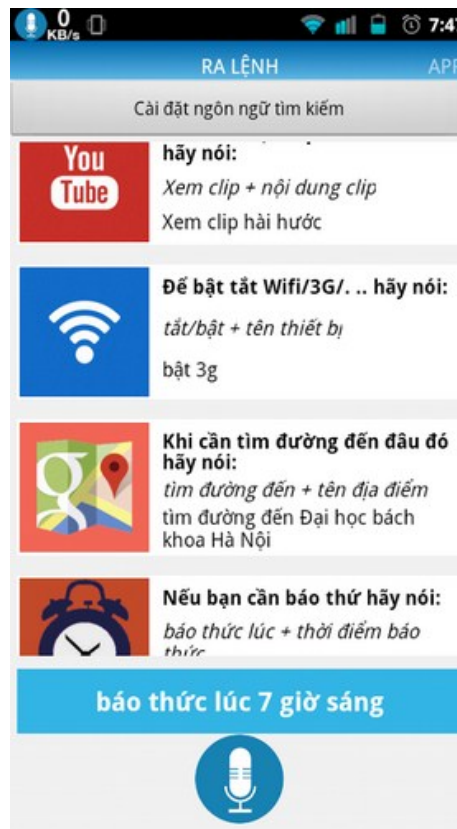 0
KB/s
7:47
RA LỆNH
APP
Cài đặt ngôn ngữ tìm kiếm
You
Tube
hãy nói:
Xem clip + nội dung clip
Xem clip hài hước
Để bật tắt Wifi/3G/. .. hãy nói:
tắt/bật + tên thiết bị
bật 3g
Khi cần tìm đường đến đâu đó
hãy nói:
tìm đường đến + tên địa điểm
tìm đường đến Đại học bách
khoa Hà Nội
Nếu bạn cần báo thứ hãy nói:
báo thức lúc + thời điểm báo
thức
báo thức lúc 7 giờ sáng